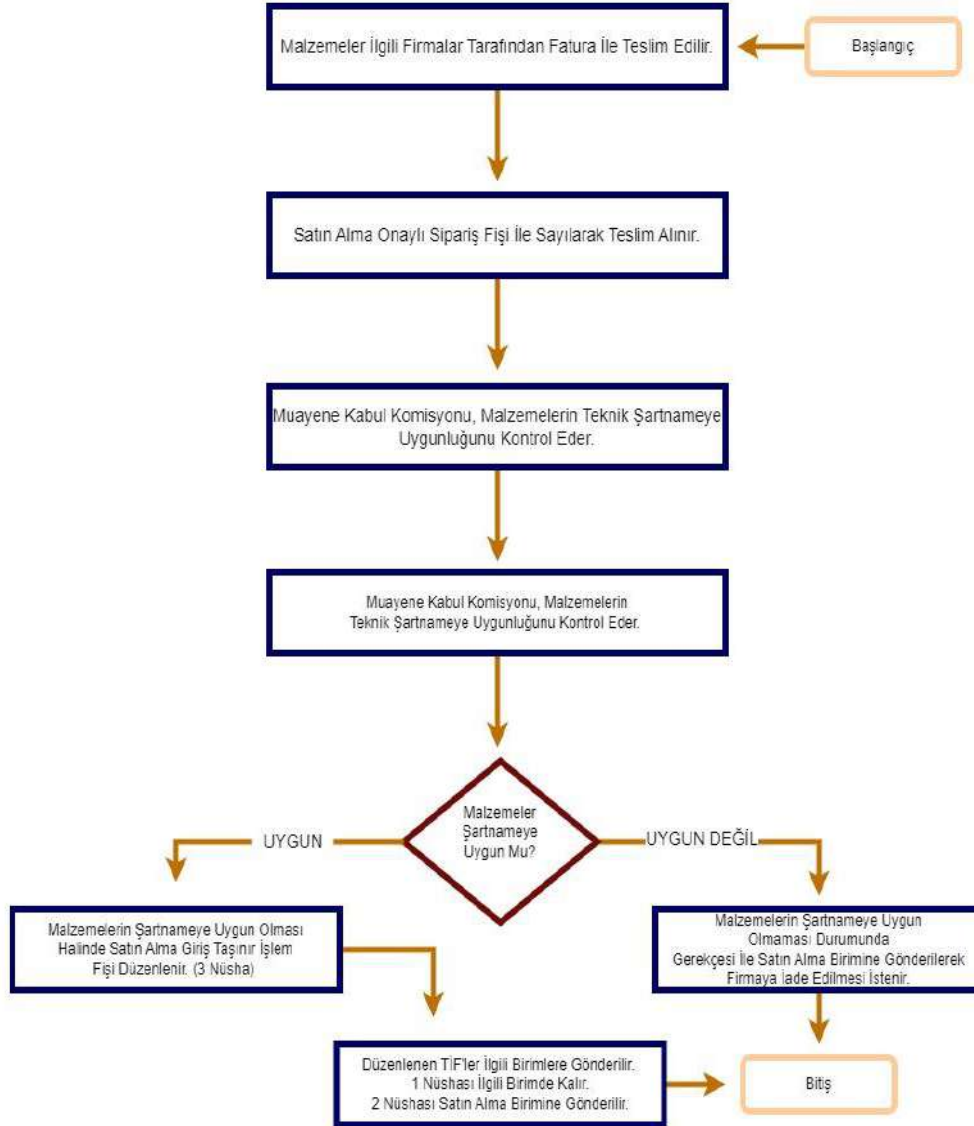 Başlangıç
Malzemeler İlgili Firmalar Tarafından Fatura İle Teslim Edilir.
Satın Alma Onaylı Sipariş Fişi İle Sayılarak Teslim Alınır.
Muayene Kabul Komisyonu, Malzemelerin Teknik Şartnameye
Uygunluğunu Kontrol Eder.
Muayene Kabul Komisyonu, Malzemelerin
Teknik Şartnameye Uygunluğunu Kontrol Eder.
Malzemeler
Şartnameye
Uygun Mu?
UYGUN
UYGUN DEĞİL
Malzemelerin Şartnameye Uygun Olması
Halinde Satın Alma Giriş Taşınır İşlem
Fişi Düzenlenir. (3 Nüsha)
Malzemelerin Şartnameye Uygun
Olmaması Durumunda
Gerekçesi İle Satın Alma Birimine Gönderilerek
Firmaya İade Edilmesi İstenir.
Düzenlenen TİF'ler İlgili Birimlere Gönderilir.
1 Nüshası İlgili Birimde Kalır.
2 Nüshası Satın Alma Birimine Gönderilir.
Bitiş